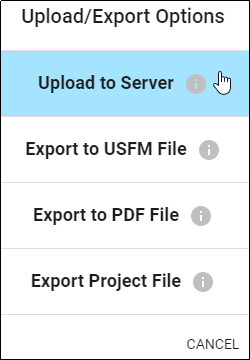 Upload/Export Options
Upload to Server
Export to USFM File
Export to PDF File
Export Project File
CANCEL